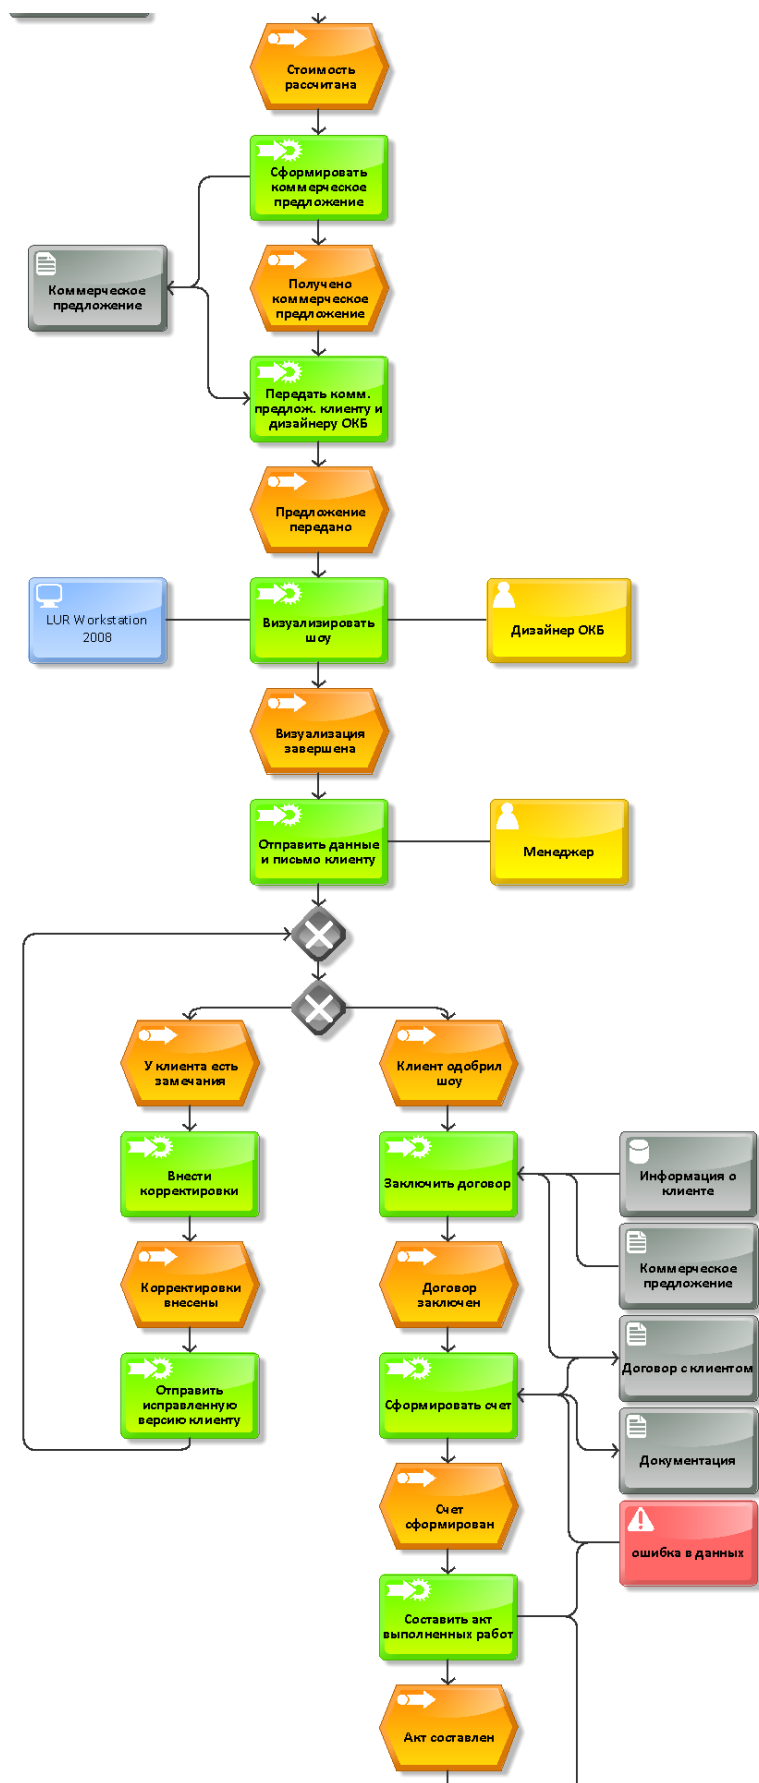 Стоимость
рассчитана
Сформировать
коммерческое
предложение
Коммерческое
предложение
Получено
коммерческое
предложение
Передать комм.
предлож. клиенту и
дизайнеру ОКБ
Предложение
передано
LUR Workstation
2008
Визуализировать
шоу
Дизайнер ОКБ
Визуализация
завершена
Отправить данные
и письмо клиенту
Менеджер
У клиента есть
замечания
Клиент одобрил
шоу
Внести
корректировки
Заключить договор
Информация о
клиенте
Коммерческое
предложение
Корректировки
внесены
Договор
заключен
Договор с клиентом
Отправить
исправленную
версию клиенту
Сформировать счет
Документация
Счет
сформирован
ошибка в данных
Составить акт
выполненных работ
Акт составлен